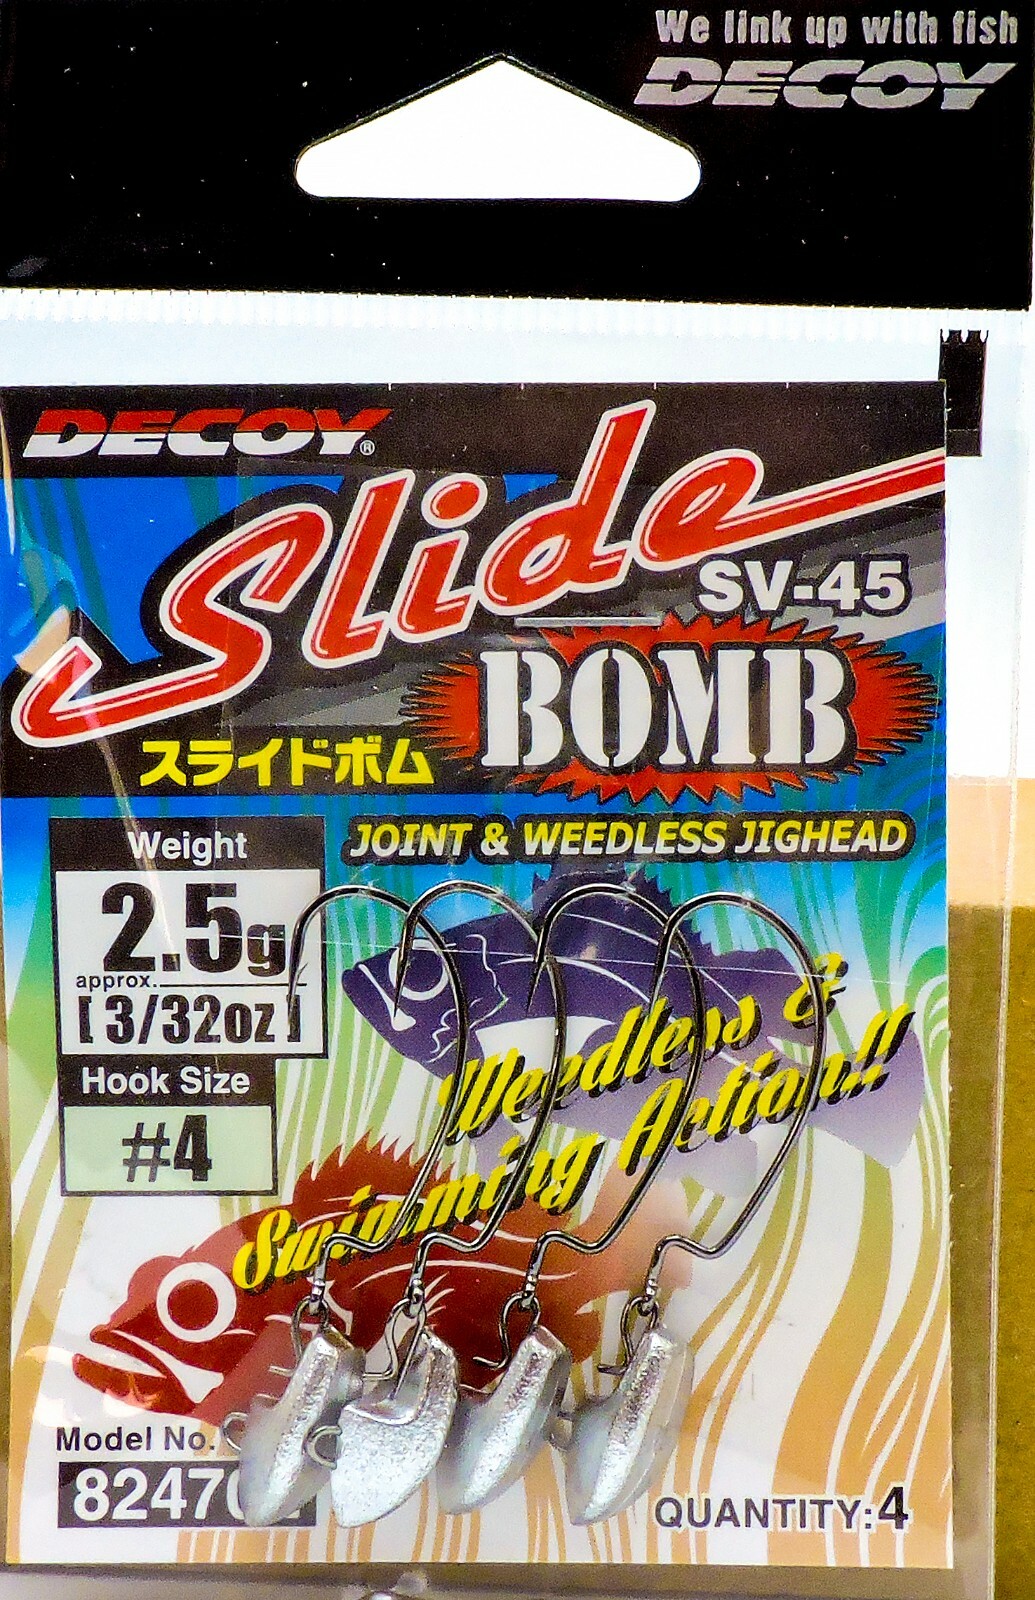 We link up with fish
DECOY
DECOY®
Slide
SV-45
BOMB
スライドボム
JOINT & WEEDLESS JIGHEAD
Weight
2.5g
approx.
[ 3/32oz ]
Hook Size
#4
Weedless &
Swimming Action!!
Model No.
QUANTITY:4